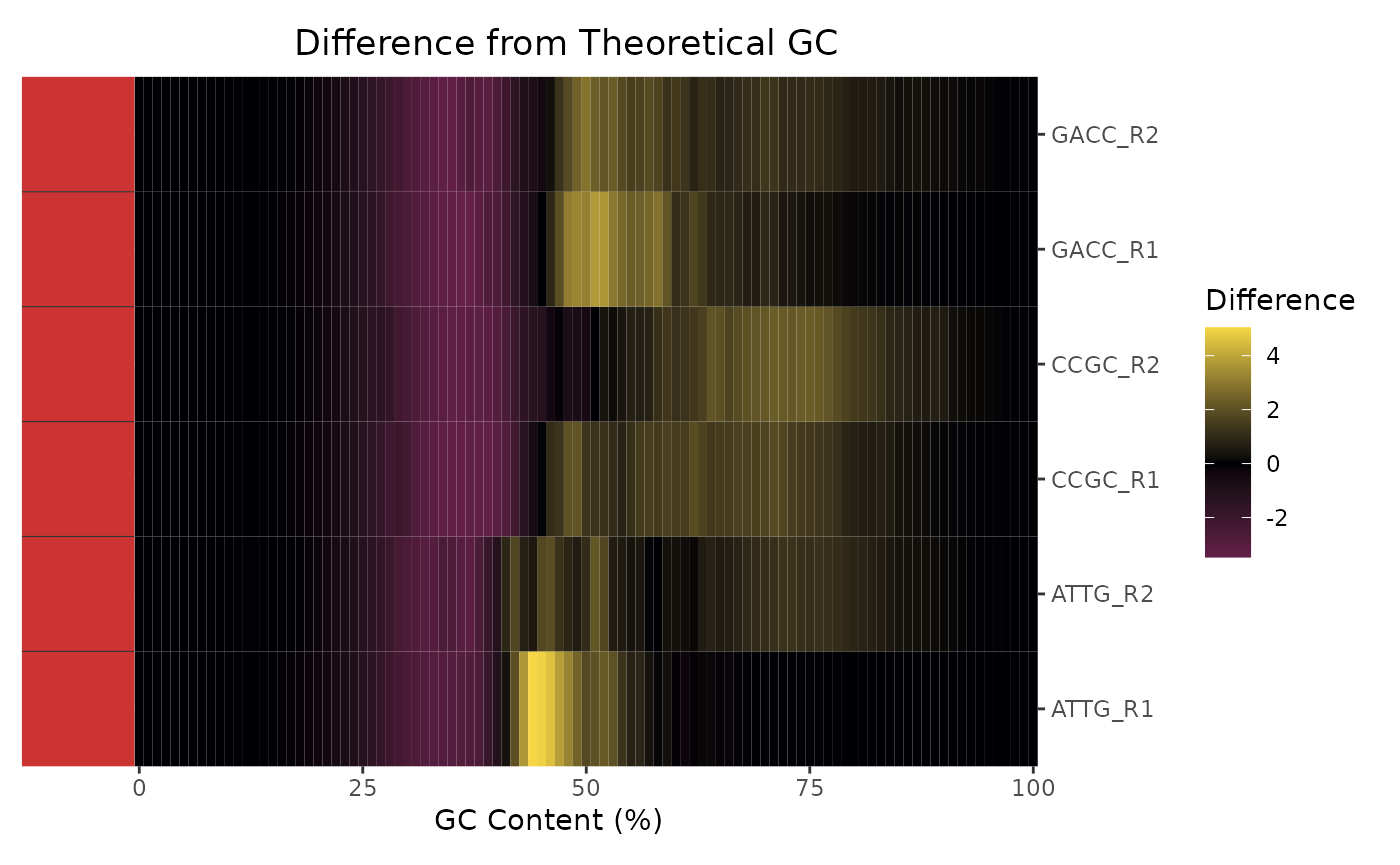 Difference from Theoretical GC
GACC_R2
GACC_R1
CCGC_R2
CCGC_R1
ATTG_R2
ATTG_R1
Difference
4
2
0
-2
0 25 50 75 100
GC Content (%)